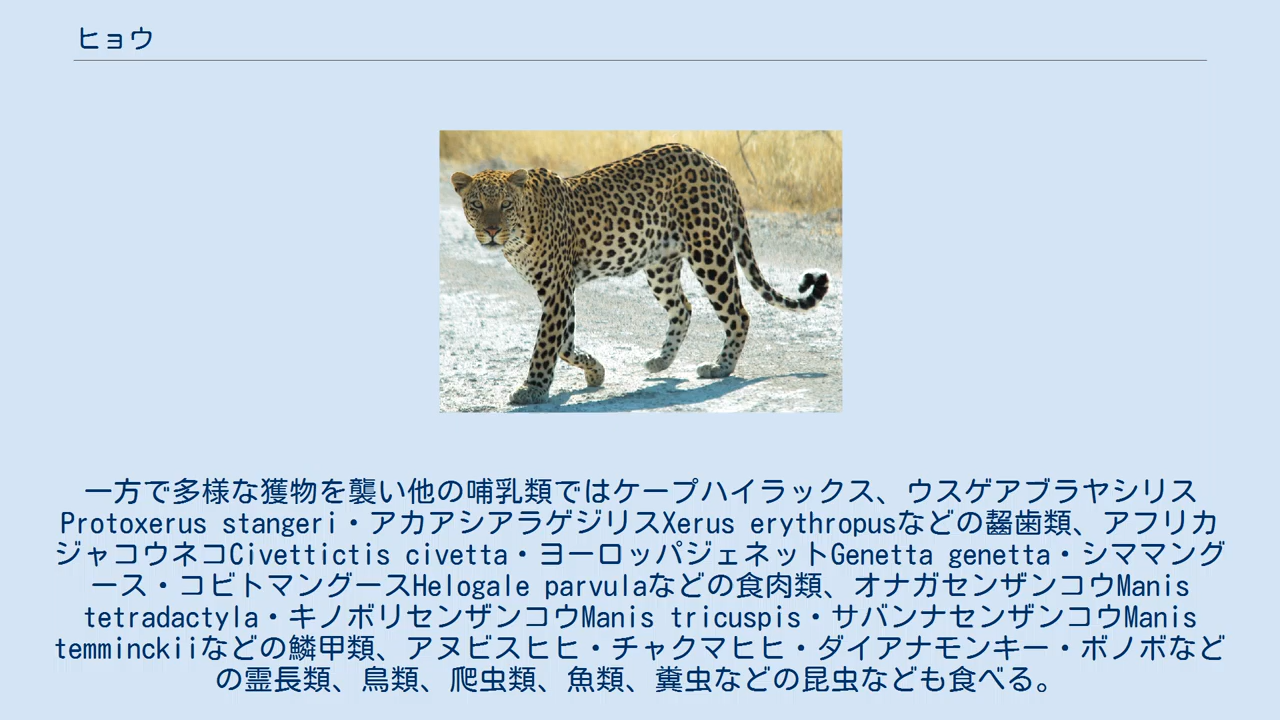 ヒョウ
一方で多様な獲物を襲い他の哺乳類ではケープハイラックス、ウスゲアブラヤシリス
Protoxerus stangeri・アカアシアラゲジリスXerus erythropusなどの齧歯類、アフリカ
ジャコウネコCivettictis civetta・ヨーロッパジェネットGenetta genetta・シママング
ース・コビトマングースHelogale parvulaなどの食肉類、オナガセンザンコウManis
tetradactyla・キノボリセンザンコウManis tricuspis・サバンナセンザンコウManis
temminckiiなどの鱗甲類、アヌビスヒヒ・チャクマヒヒ・ダイアナモンキー・ボノボなど
の霊長類、鳥類、爬虫類、魚類、糞虫などの昆虫なども食べる。